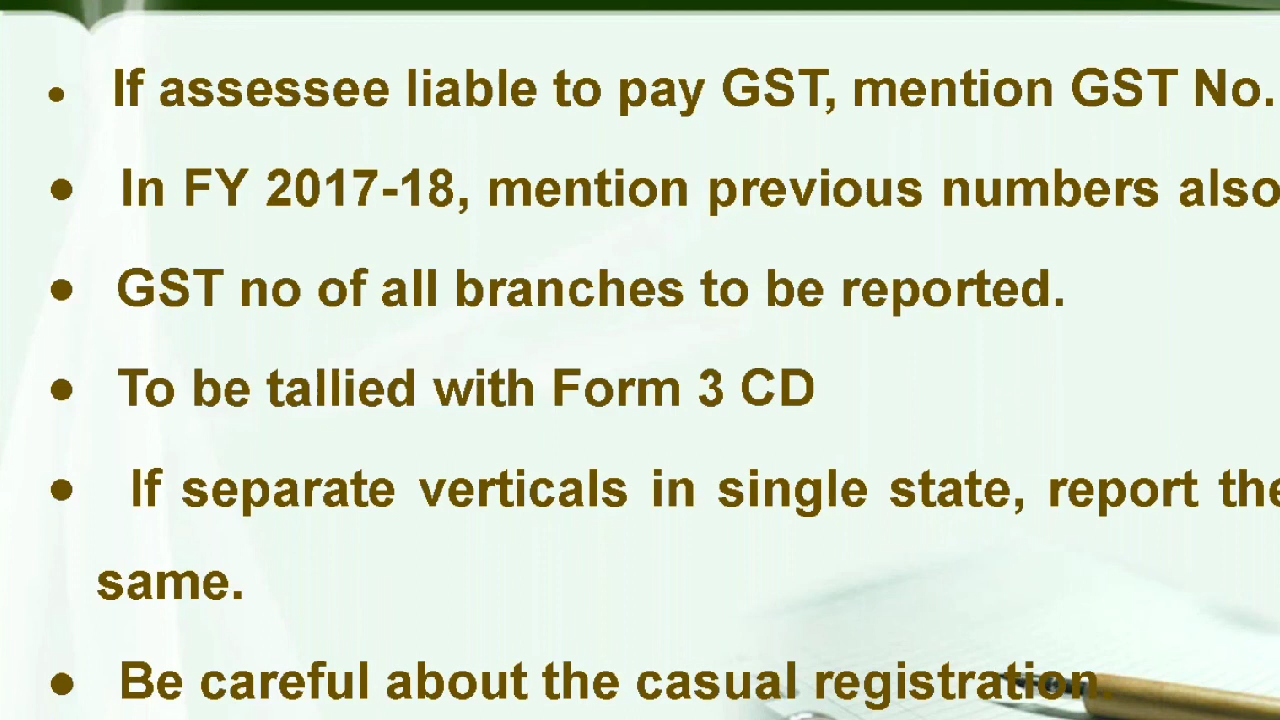 • If assessee liable to pay GST, mention GST No.
• In FY 2017-18, mention previous numbers also
• GST no of all branches to be reported.
• To be tallied with Form 3 CD
• If separate verticals in single state, report the
same.
• Be careful about the casual registration.